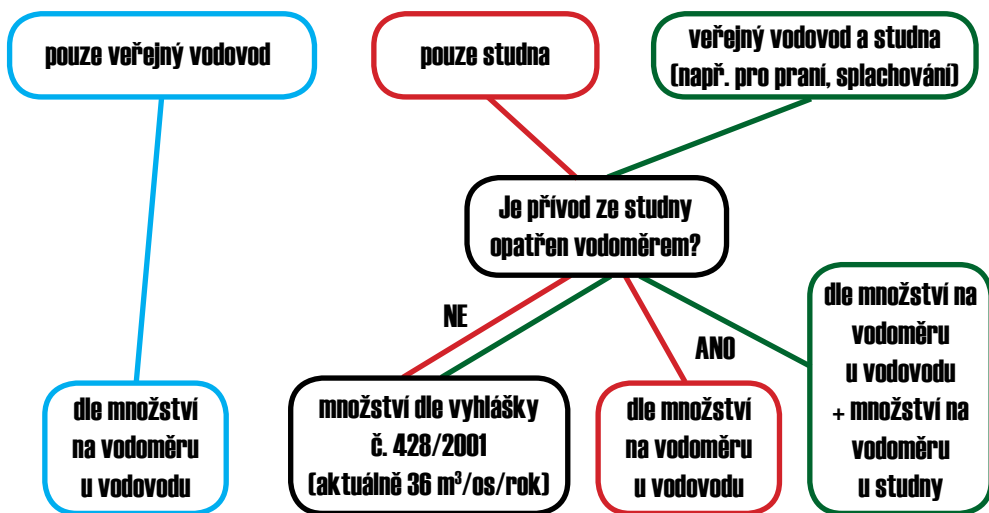 pouze veřejný vodovod
pouze studna
veřejný vodovod a studna
(např. pro praní, splachování)
Je přívod ze studny
opatřen vodoměrem?
NE
ANO
dle množství
na vodoměru
u vodovodu
množství dle vyhlášky
č. 428/2001
(aktuálně 36 m³/os/rok)
dle množství
na vodoměru
u vodovodu
dle množství na
vodoměru
u vodovodu
+ množství na
vodoměru
u studny